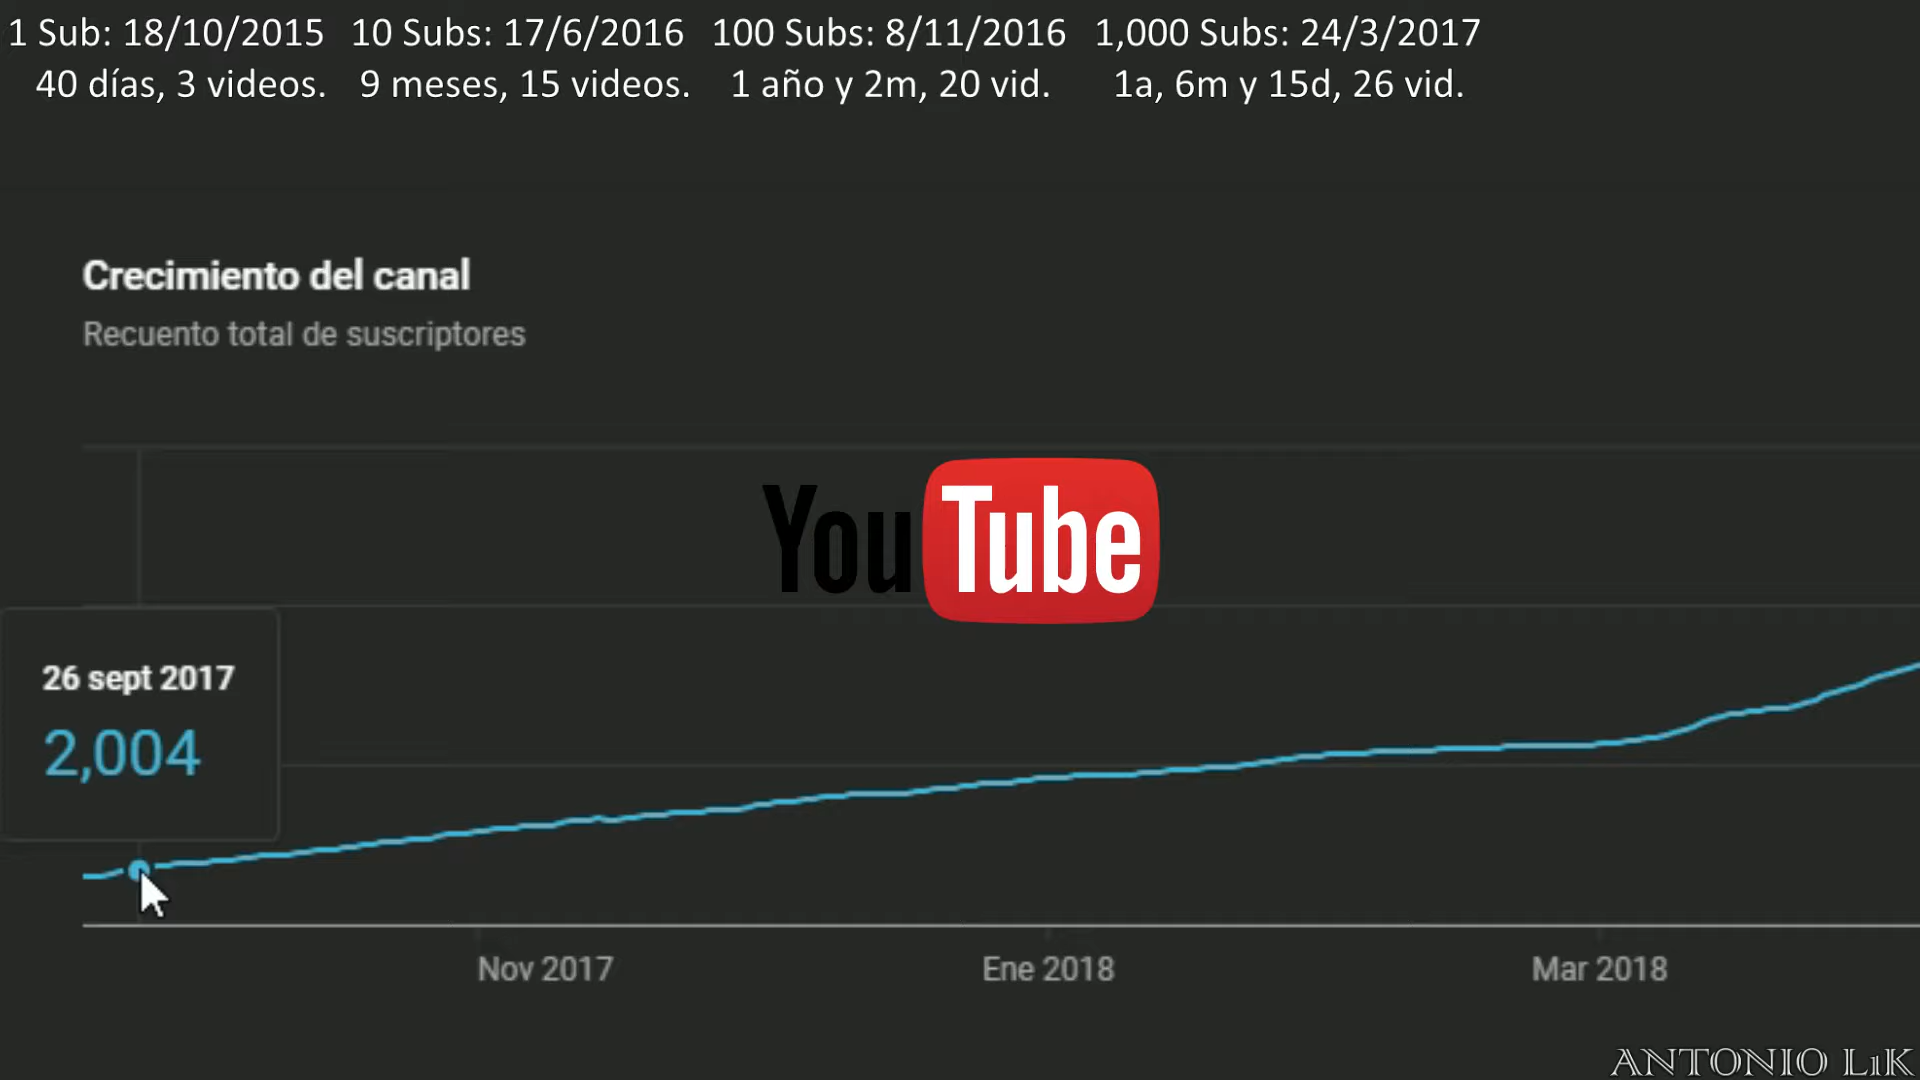 1 Sub: 18/10/2015 10 Subs: 17/6/2016 100 Subs: 8/11/2016 1,000 Subs: 24/3/2017
40 días, 3 videos. 9 meses, 15 videos. 1 año y 2m, 20 vid. 1a, 6m y 15d, 26 vid.
Crecimiento del canal
Recuento total de suscriptores
YouTube
26 sept 2017
2,004
Nov 2017 Ene 2018 Mar 2018
ANTONIO L1K